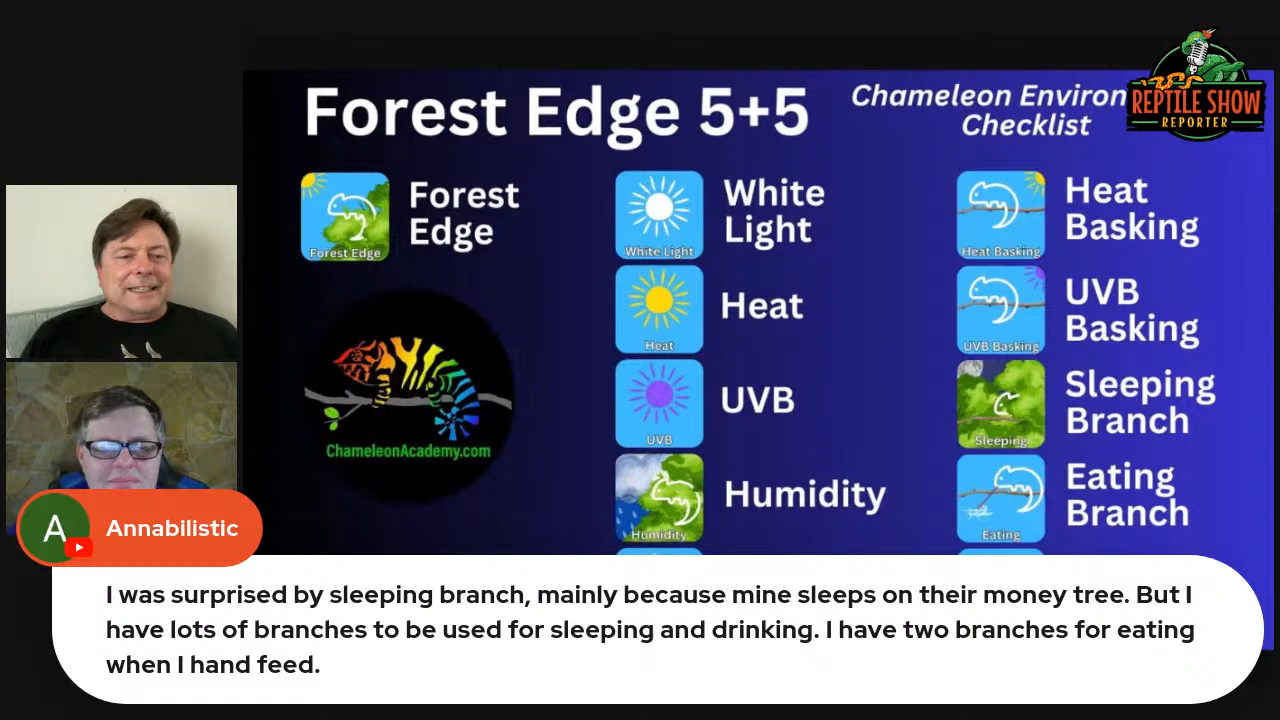 Forest Edge 5+5
Chameleon Environ
Checklist
REPTILE SHOW
REPORTER
Forest Edge
Forest
Edge
White Light
White
Light
Heat Basking
Heat
Basking
Heat
Heat
UVB Basking
UVB
Basking
UVB
UVB
Sleeping
Sleeping
Branch
Humidity
Humidity
Eating
Eating
Branch
ChameleonAcademy.com
A
Annabilistic
I was surprised by sleeping branch, mainly because mine sleeps on their money tree. But I
have lots of branches to be used for sleeping and drinking. I have two branches for eating
when I hand feed.